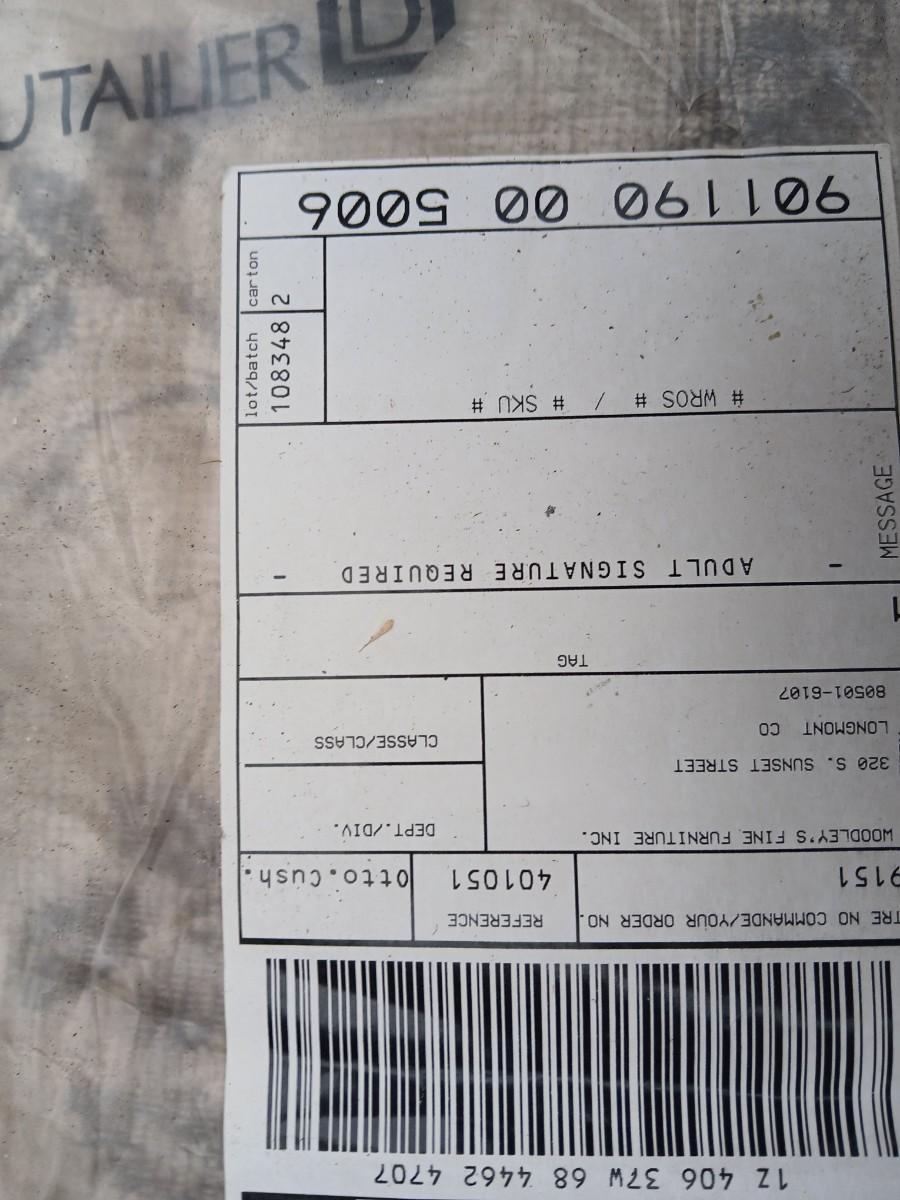 UTAILIER
1Z 406 37W 68 4462 4707
TRE NO COMMANDE/YOUR ORDER NO.
9151
REFERENCE
401051
Otto.Cush.
WOODLEY'S FINE FURNITURE INC.
320 S. SUNSET STREET
LONGMONT CO
80501-6107
DEPT./DIV.
CLASSE/CLASS
TAG
MESSAGE
- ADULT SIGNATURE REQUIRED -
# WROS # / # SKU #
lot/batch
108348
carton
2
901190 00 5006